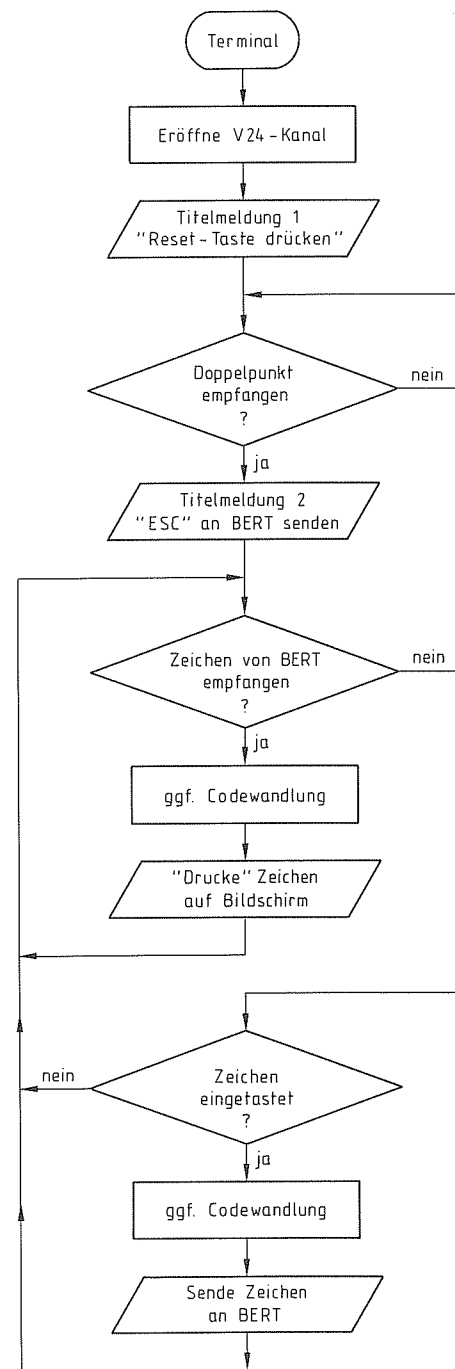 Terminal
Eröffne V24-Kanal
Titelmeldung 1
"Reset-Taste drücken"
Doppelpunkt
empfangen
?
nein
ja
Titelmeldung 2
"ESC" an BERT senden
Zeichen von BERT
empfangen
?
nein
ja
ggf. Codewandlung
"Drucke" Zeichen
auf Bildschirm
nein
Zeichen
eingetastet
?
ja
ggf. Codewandlung
Sende Zeichen
an BERT